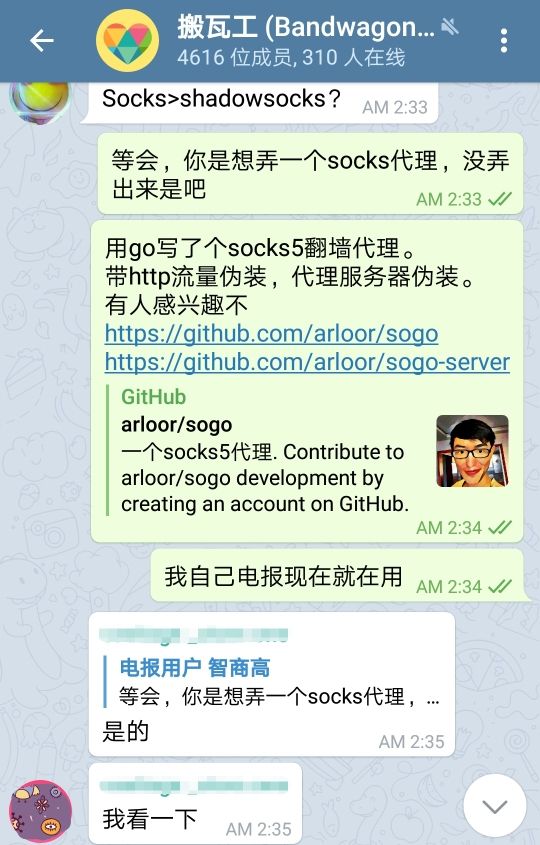 搬瓦工 (Bandwagon...
4616 位成员, 310 人在线
Socks>shadowsocks？
AM 2:33
等会，你是想弄一个socks代理，没弄
出来是吧
AM 2:33
用go写了个socks5翻墙代理。
带http流量伪装，代理服务器伪装。
有人感兴趣不
https://github.com/arloor/sogo
https://github.com/arloor/sogo-server
GitHub
arloor/sogo
一个socks5代理. Contribute to
arloor/sogo development by
creating an account on GitHub.
AM 2:34
我自己电报现在就在用
AM 2:34
电报用户 智商高
等会，你是想弄一个socks代理，...
是的
AM 2:35
我看一下
AM 2:35